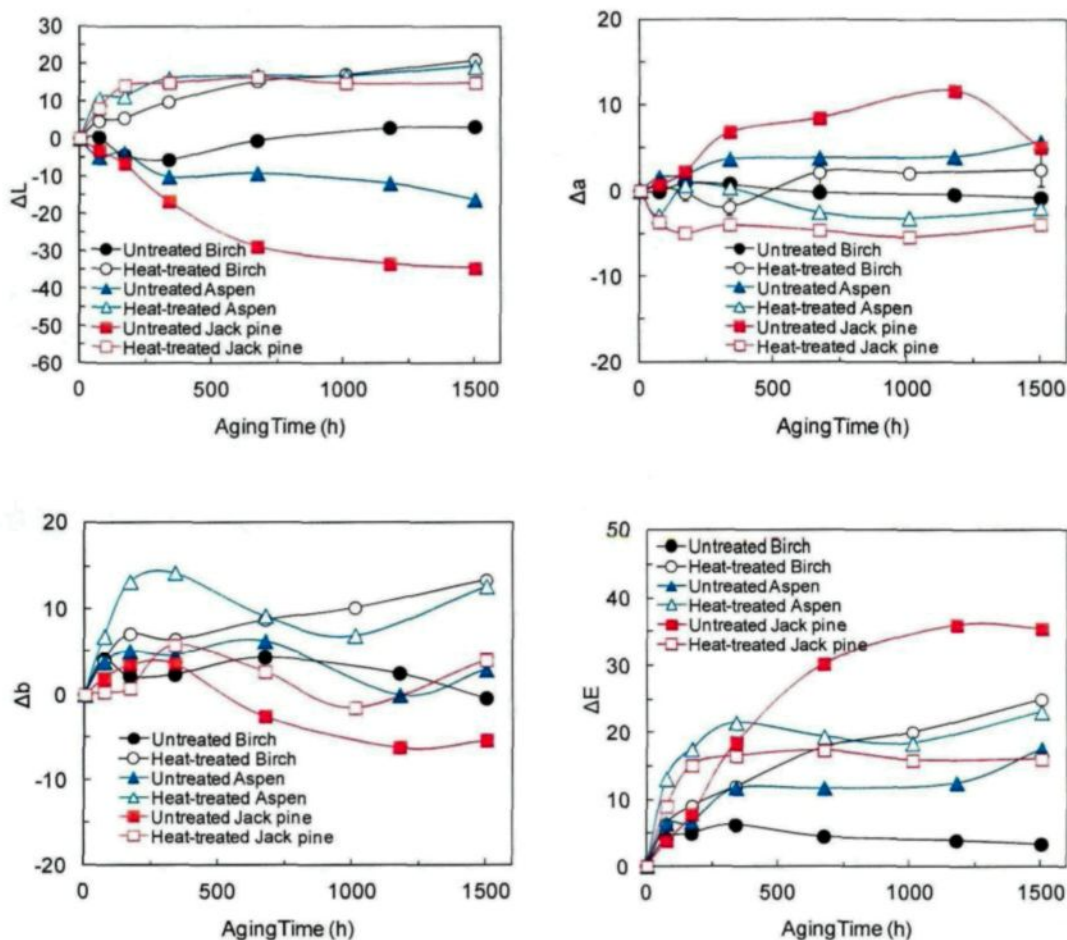 30
20
10
0
-10
-20
-30
-40
-50
-60
ΔL
Untreated Birch
Heat-treated Birch
Untreated Aspen
Heat-treated Aspen
Untreated Jack pine
Heat-treated Jack pine
0 500 1000 1500
AgingTime (h)
20
10
0
-10
-20
Δa
Untreated Birch
Heat-treated Birch
Untreated Aspen
Heat-treated Aspen
Untreated Jack pine
Heat-treated Jack pine
0 500 1000 1500
AgingTime (h)
20
10
0
-10
-20
Δb
Untreated Birch
Heat-treated Birch
Untreated Aspen
Heat-treated Aspen
Untreated Jack pine
Heat-treated Jack pine
0 500 1000 1500
AgingTime (h)
50
40
30
20
10
0
ΔE
Untreated Birch
Heat-treated Birch
Untreated Aspen
Heat-treated Aspen
Untreated Jack pine
Heat-treated Jack pine
0 500 1000 1500
AgingTime (h)